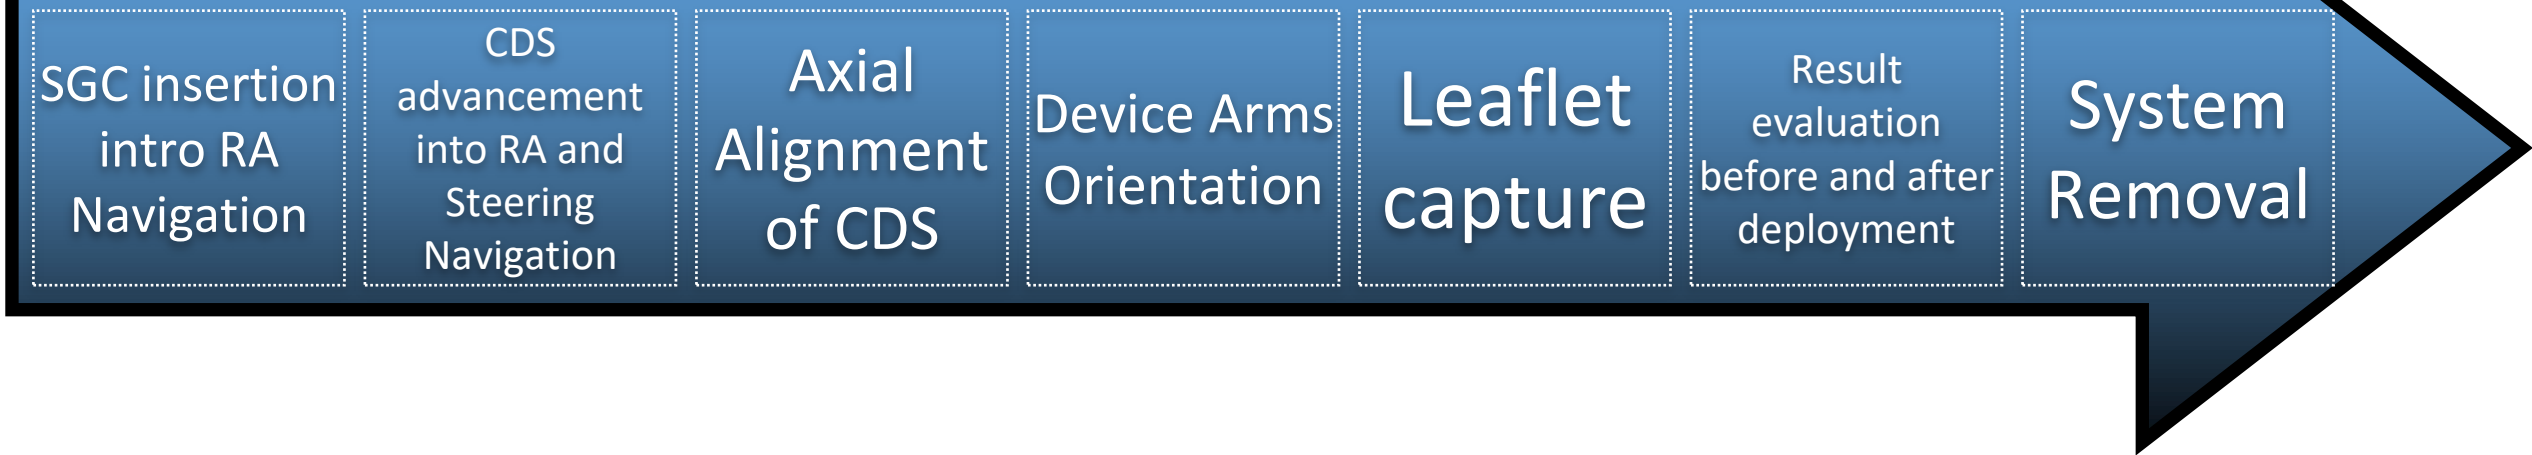 SGC insertion
intro RA
Navigation
CDS
advancement
into RA and
Steering
Navigation
Axial
Alignment
of CDS
Device Arms
Orientation
Leaflet
capture
Result
evaluation
before and after
deployment
System
Removal